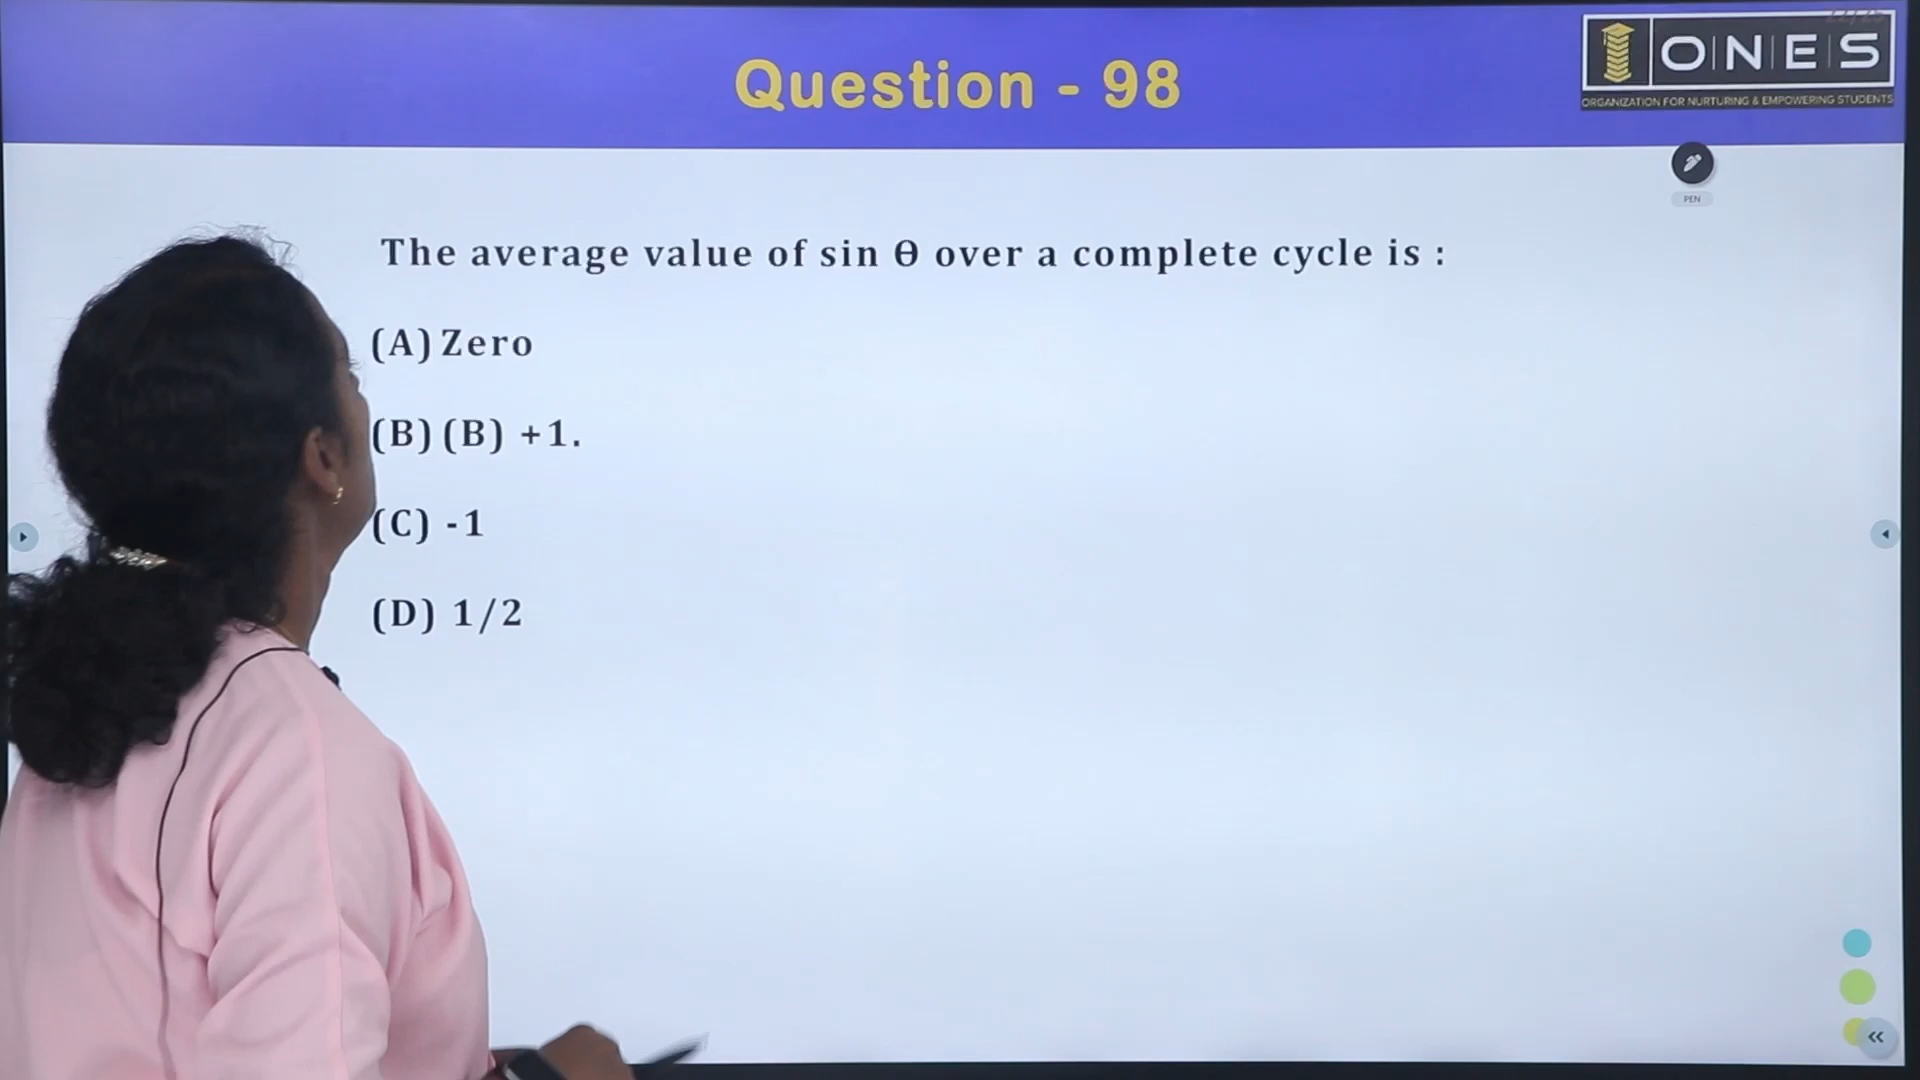 Question - 98
O|N|E|S
ORGANIZATION FOR NURTURING & EMPOWERING STUDENTS
PEN
The average value of sin Ө over a complete cycle is :
(A) Zero
(B) (B) +1.
(C) -1
(D) 1/2